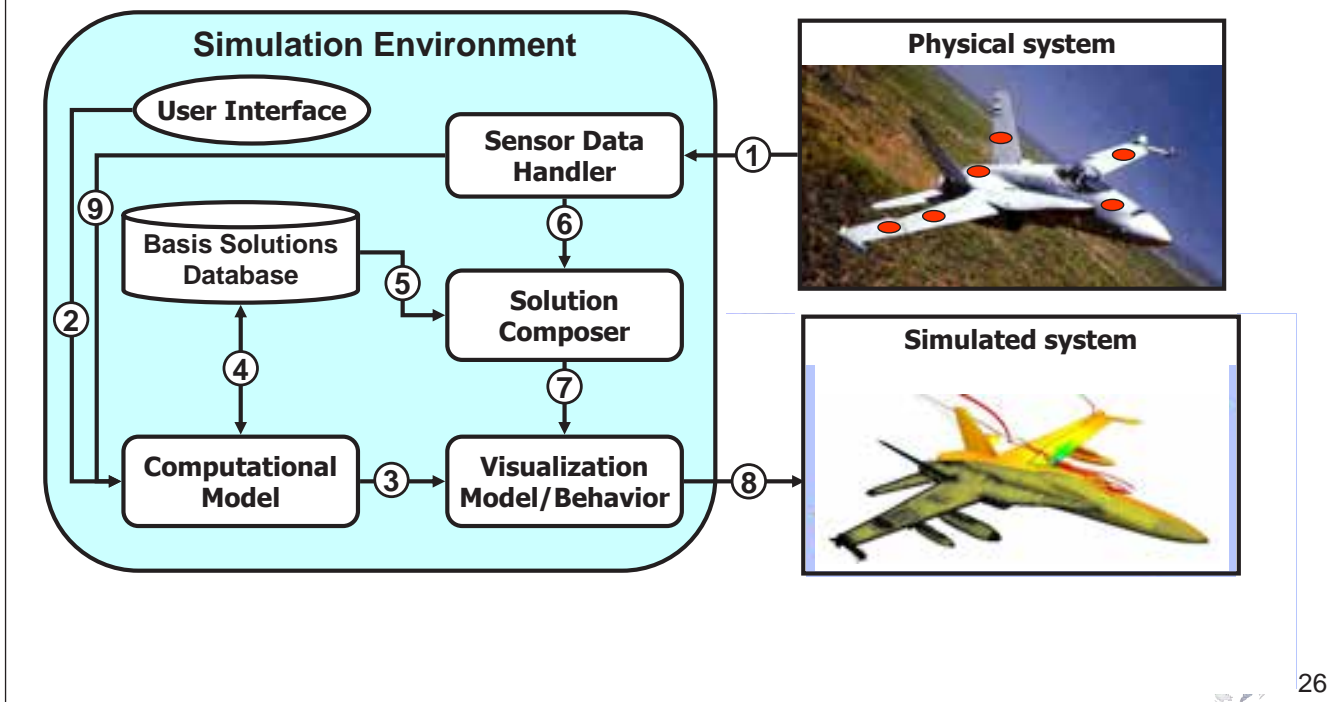 Simulation Environment
Physical system
User Interface
Sensor Data
Handler
1
9
6
Basis Solutions
Database
5
Solution
Composer
2
Simulated system
4
7
Computational
Model
3
Visualization
Model/Behavior
8
26